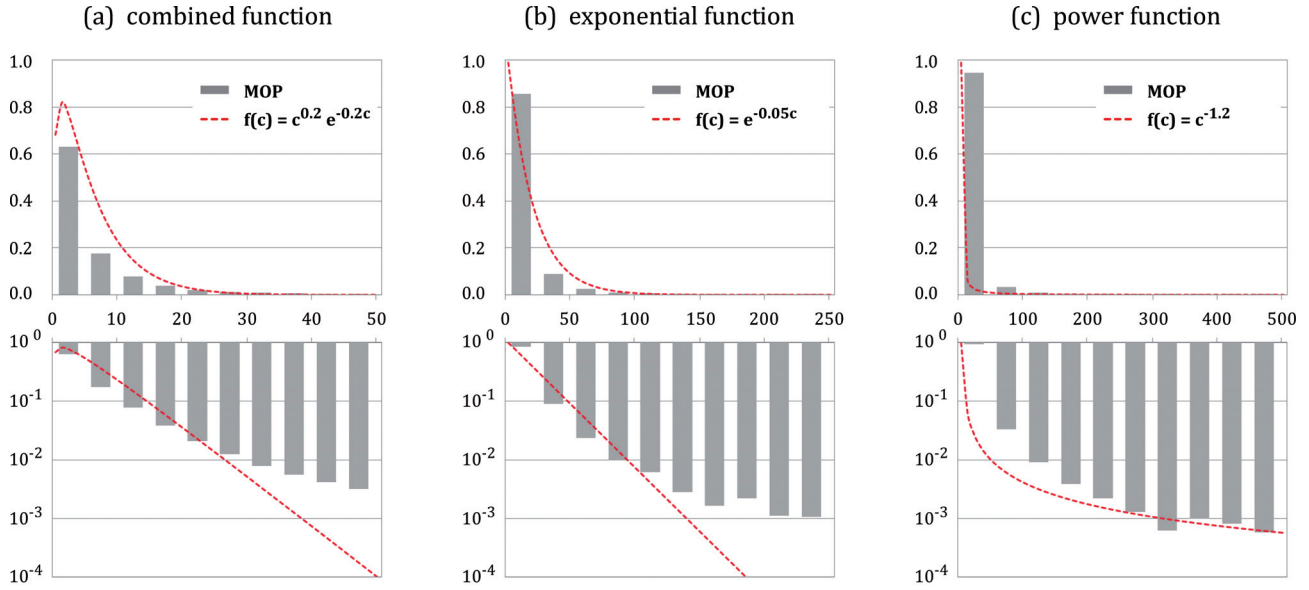 (a) combined function
(b) exponential function
(c) power function
1.0
0.8
0.6
0.4
0.2
0.0
MOP
f(c) = c^0.2 e^-0.2c
0 10 20 30 40 50
1.0
0.8
0.6
0.4
0.2
0.0
MOP
f(c) = e^-0.05c
0 50 100 150 200 250
1.0
0.8
0.6
0.4
0.2
0.0
MOP
f(c) = c^-1.2
0 100 200 300 400 500
10^0
10^-1
10^-2
10^-3
10^-4
10^0
10^-1
10^-2
10^-3
10^-4
10^0
10^-1
10^-2
10^-3
10^-4